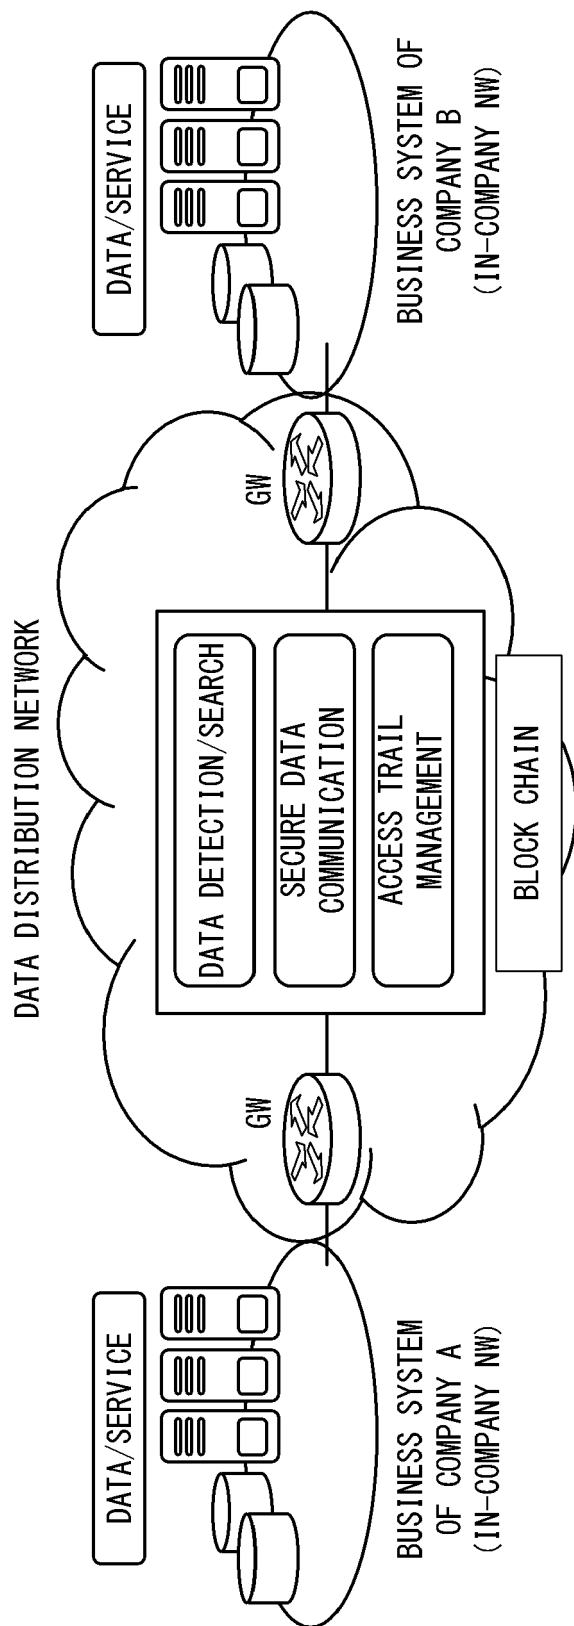 DATA DISTRIBUTION NETWORK
DATA/SERVICE
BUSINESS SYSTEM
OF COMPANY A
(IN-COMPANY NW)
GW
DATA DETECTION/SEARCH
SECURE DATA
COMMUNICATION
ACCESS TRAIL
MANAGEMENT
BLOCK CHAIN
GW
DATA/SERVICE
BUSINESS SYSTEM OF
COMPANY B
(IN-COMPANY NW)